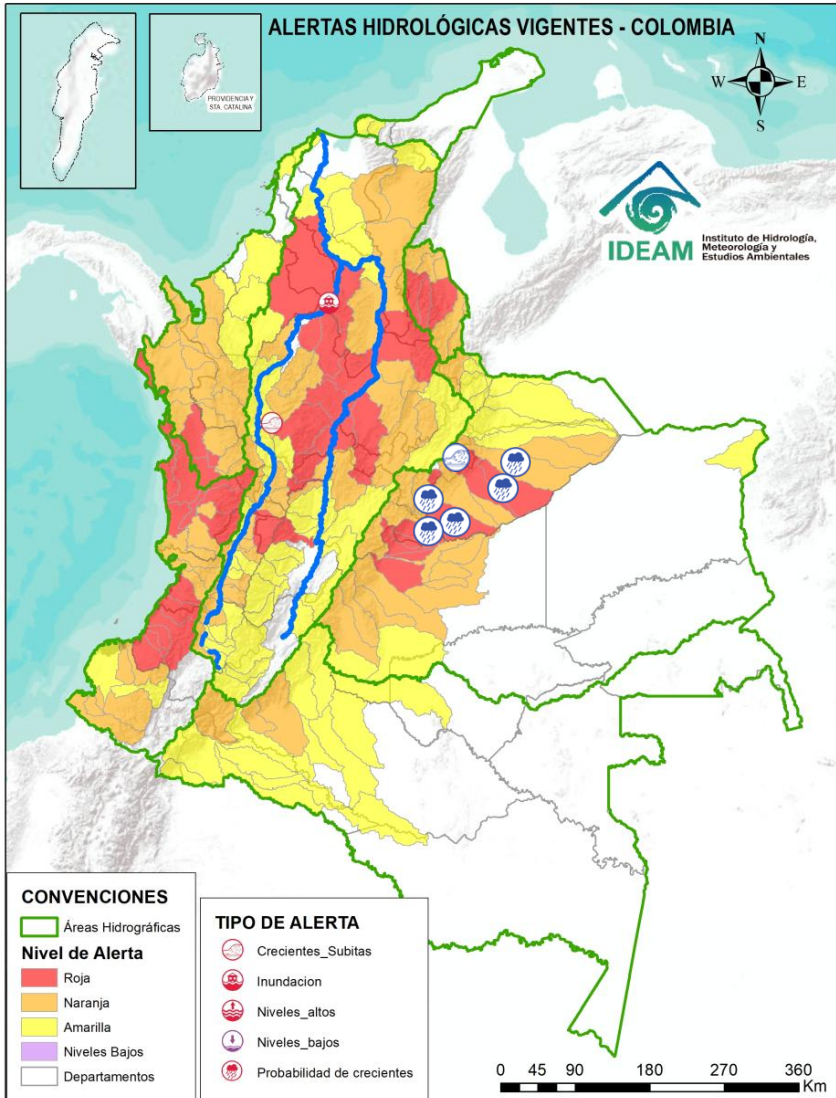 ALERTAS HIDROLÓGICAS VIGENTES - COLOMBIA
PROVIDENCIA Y
STA. CATALINA
N
W E
S
IDEAM
Instituto de Hidrología,
Meteorología y
Estudios Ambientales
CONVENCIONES
Áreas Hidrográficas
Nivel de Alerta
Roja
Naranja
Amarilla
Niveles Bajos
Departamentos
TIPO DE ALERTA
Crecientes_Subitas
Inundacion
Niveles_altos
Niveles_bajos
Probabilidad de crecientes
0 45 90 180 270 360
Km